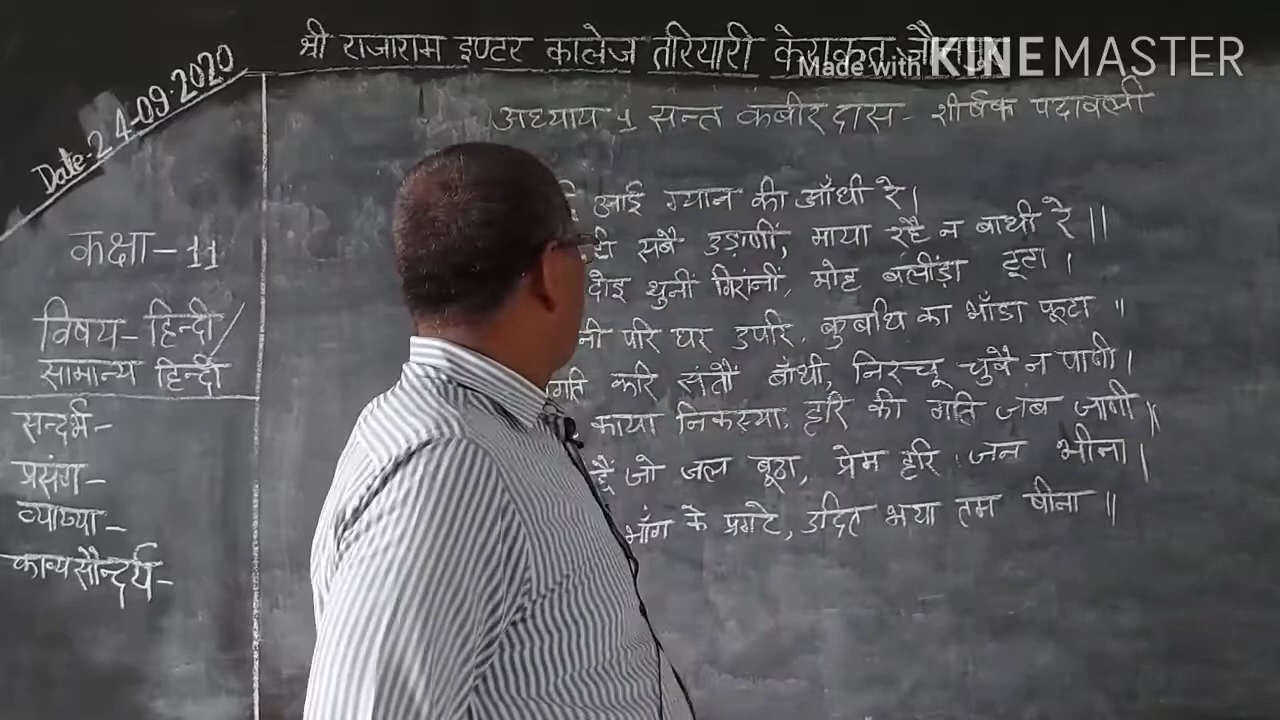 श्री राजाराम इण्टर कालेज तरियारी केराकत
Made with KINEMASTER
Date-24-09-2020
अध्याय 1 सन्त कबीर दास - शीर्षक पदावली
कक्षा-11
विषय-हिन्दी/
सामान्य हिन्दी
सन्दर्भ-
प्रसंग-
व्याख्या-
काव्यसौन्दर्य-
आई ग्यान की आँधी रे।
सबै उड़ाणीं, माया रहै न बाधी रे।।
दोइ थुनीं गिरांनीं, मोह बलींड़ा टूटा।
परि घर उपरि, कुबधि का भाँडा फूटा॥
करि संतौ बाँधी, निरचू चुवै न पाणी।
काया निकस्या, हरि की गति जब जाणी॥
जो जल बूठा, प्रेम हरि जन भीना।
भाँग के प्रगटे, उदित भया तम षीना॥